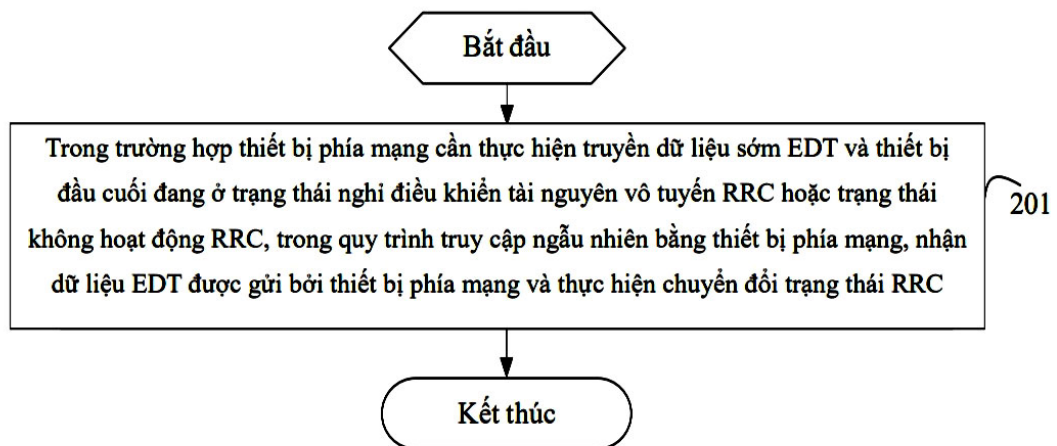 Bắt đầu
Trong trường hợp thiết bị phía mạng cần thực hiện truyền dữ liệu sớm EDT và thiết bị
đầu cuối đang ở trạng thái nghỉ điều khiển tài nguyên vô tuyến RRC hoặc trạng thái
không hoạt động RRC, trong quy trình truy cập ngẫu nhiên bằng thiết bị phía mạng, nhận
dữ liệu EDT được gửi bởi thiết bị phía mạng và thực hiện chuyển đổi trạng thái RRC
201
Kết thúc